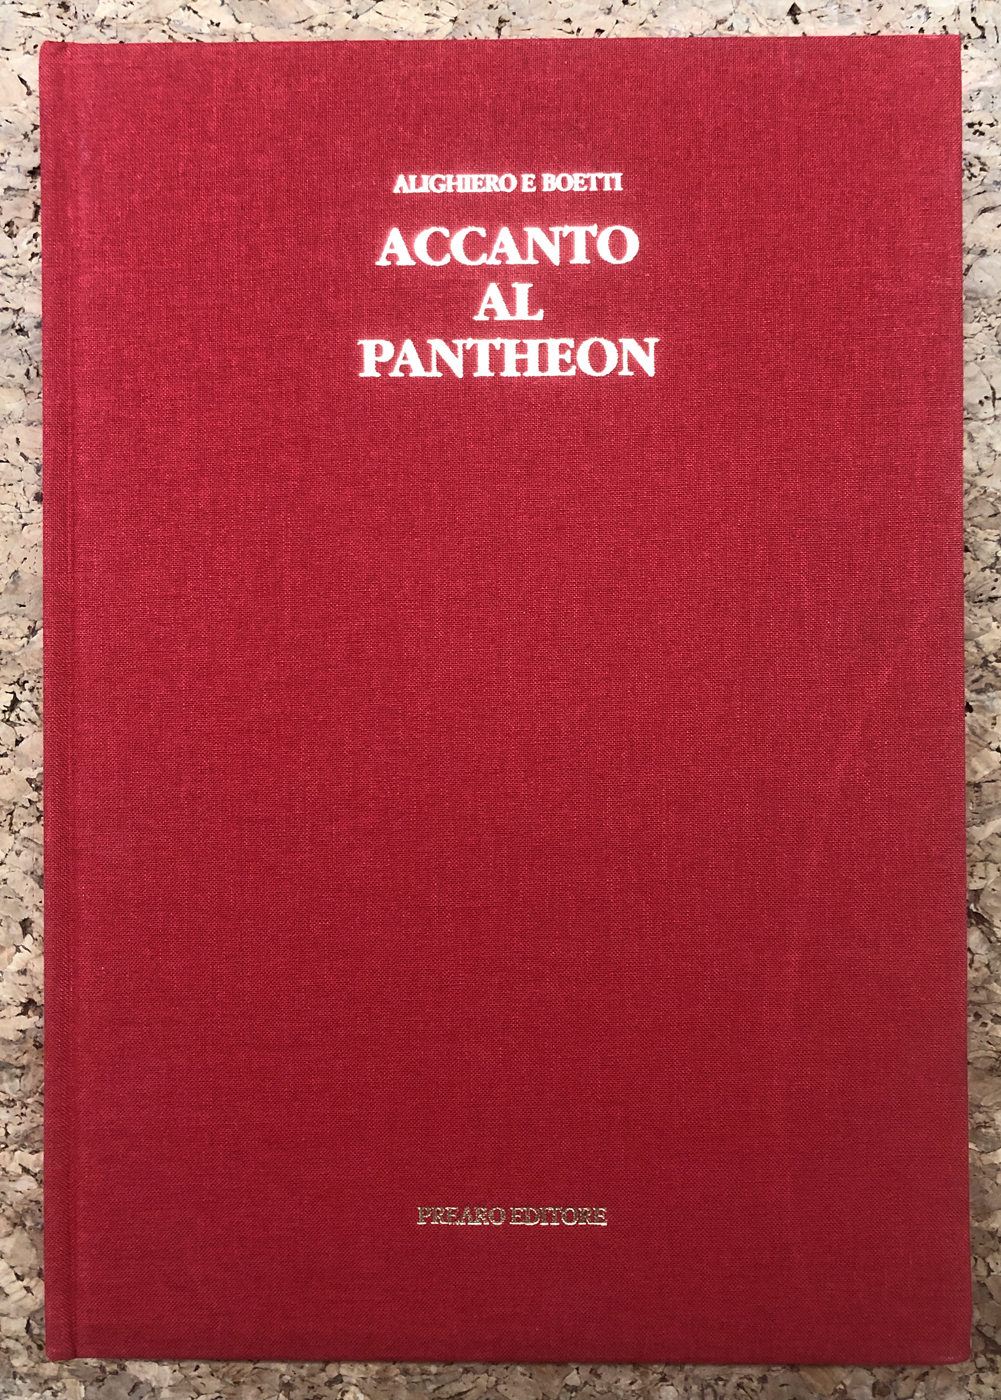 ALIGHIERO E BOETTI
ACCANTO
AL
PANTHEON
PREARO EDITORE